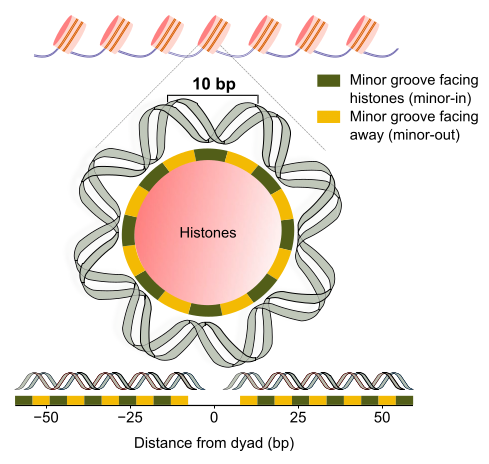 10 bp
Minor groove facing
histones (minor-in)
Minor groove facing
away (minor-out)
Histones
−50 −25 0 25 50
Distance from dyad (bp)